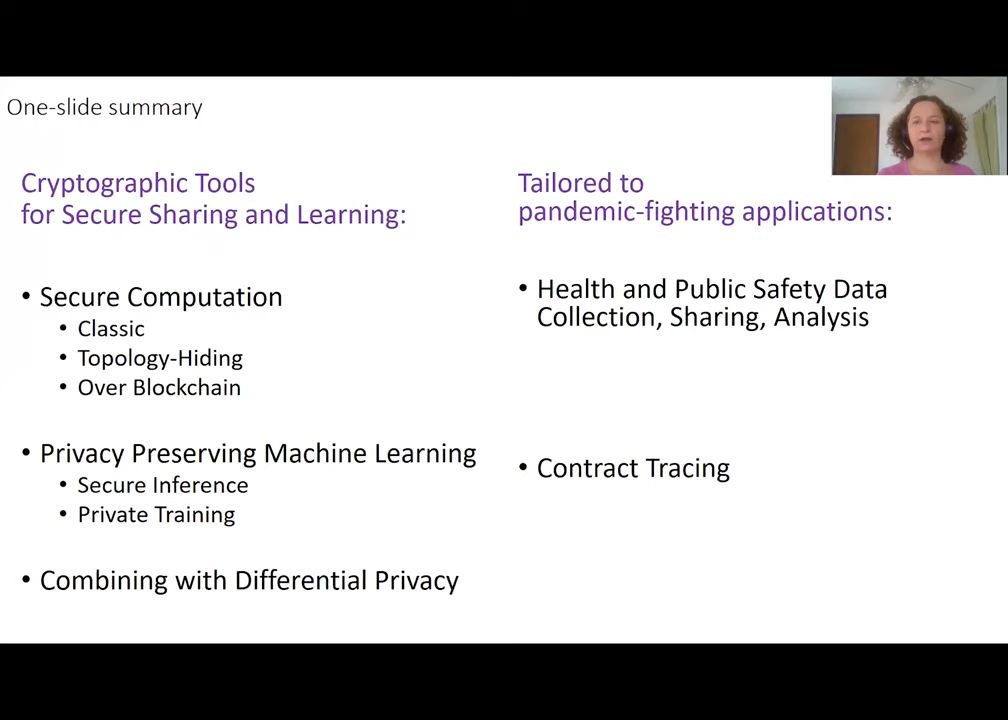 One-slide summary
Cryptographic Tools
for Secure Sharing and Learning:
• Secure Computation
• Classic
• Topology-Hiding
• Over Blockchain
• Privacy Preserving Machine Learning
• Secure Inference
• Private Training
• Combining with Differential Privacy
Tailored to
pandemic-fighting applications:
• Health and Public Safety Data
Collection, Sharing, Analysis
• Contract Tracing